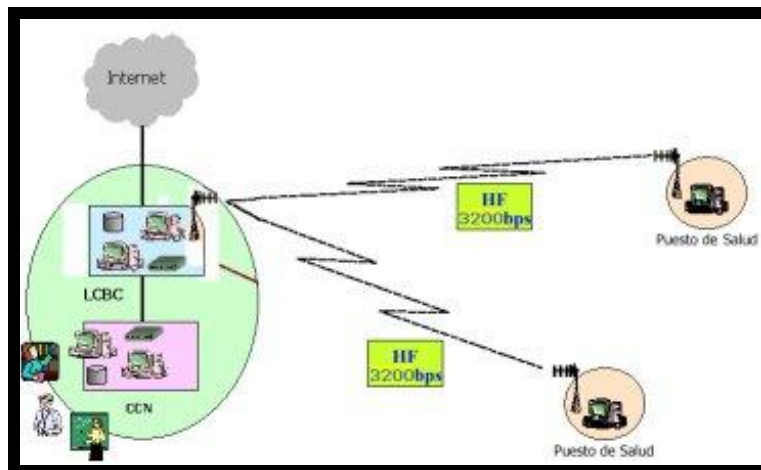 Internet
HF
3200bps
Puesto de Salud
LCBC
HF
3200bps
CCN
Puesto de Salud